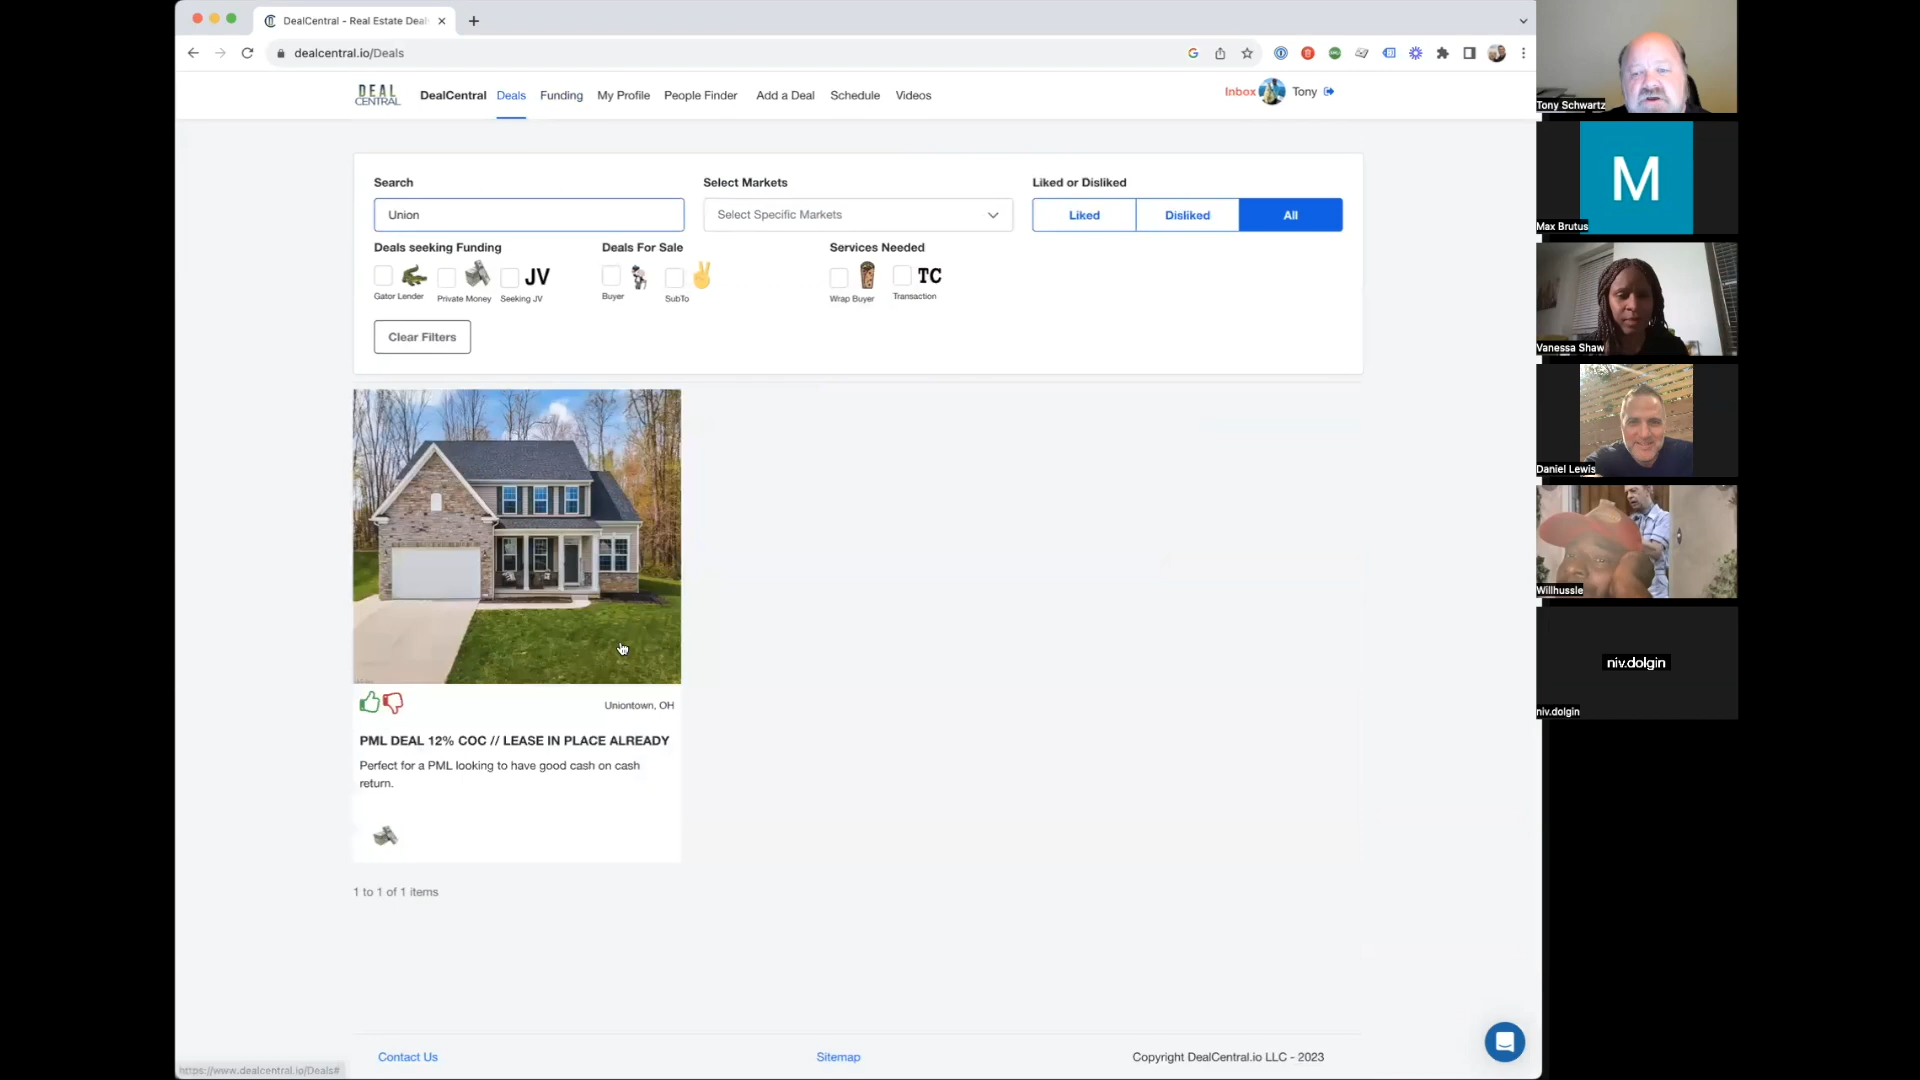 DealCentral - Real Estate Deals
dealcentral.io/Deals
DEAL
CENTRAL
DealCentral Deals Funding My Profile People Finder Add a Deal Schedule Videos
Inbox Tony
Search
Union
Select Markets
Select Specific Markets
Liked or Disliked
Liked Disliked All
Deals seeking Funding
Gator Lender
Private Money
JV
Seeking JV
Deals For Sale
Buyer
SubTo
Services Needed
Wrap Buyer
TC
Transaction
Clear Filters
Uniontown, OH
PML DEAL 12% COC // LEASE IN PLACE ALREADY
Perfect for a PML looking to have good cash on cash
return.
1 to 1 of 1 items
Contact Us
Sitemap
Copyright DealCentral.io LLC - 2023
https://www.dealcentral.io/Deals#
Tony Schwartz
M
Max Brutus
Vanessa Shaw
Daniel Lewis
Willhussle
niv.dolgin
niv.dolgin